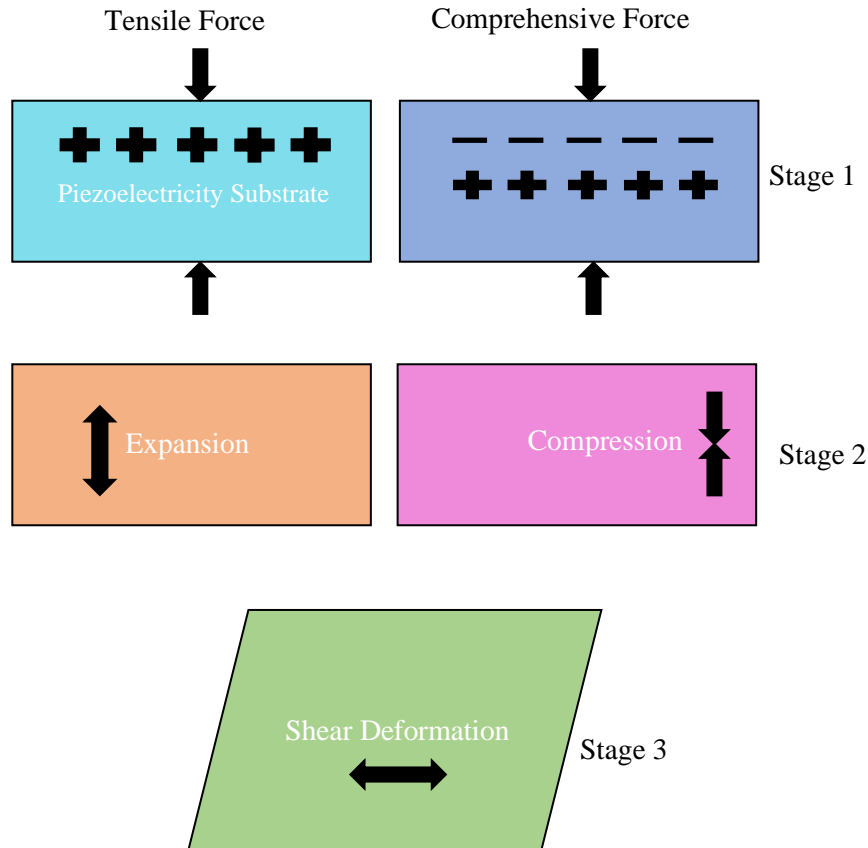 Tensile Force
Comprehensive Force
Piezoelectricity Substrate
Stage 1
Expansion
Compression
Stage 2
Shear Deformation
Stage 3